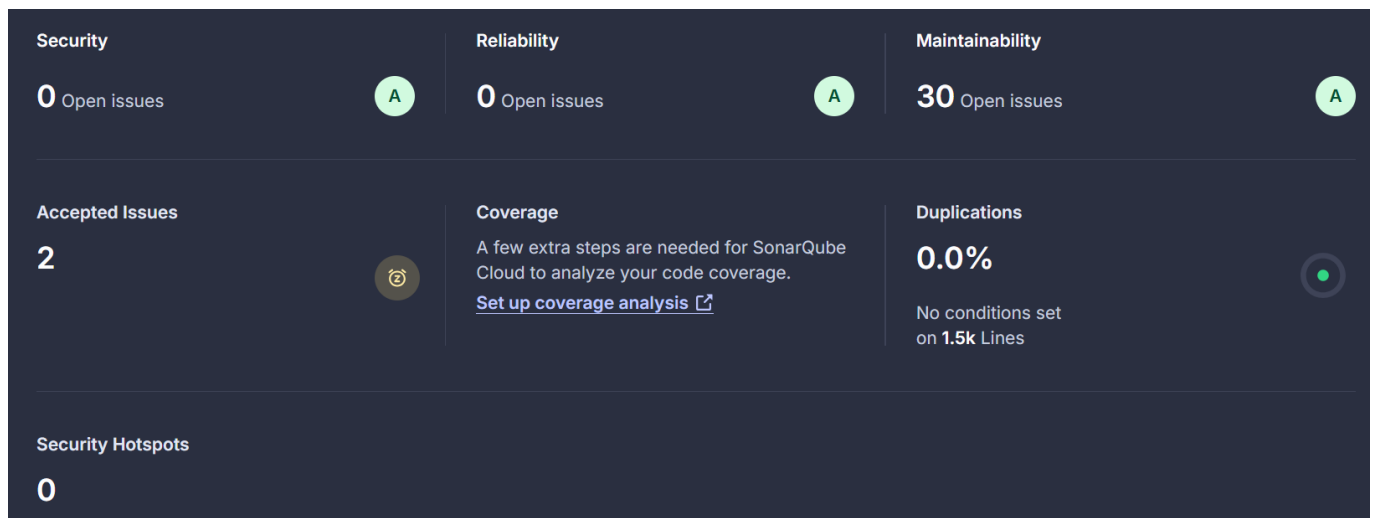 Security
0 Open issues
A
Reliability
0 Open issues
A
Maintainability
30 Open issues
A
Accepted Issues
2
z
Coverage
A few extra steps are needed for SonarQube
Cloud to analyze your code coverage.
Set up coverage analysis
Duplications
0.0%
No conditions set
on 1.5k Lines
Security Hotspots
0